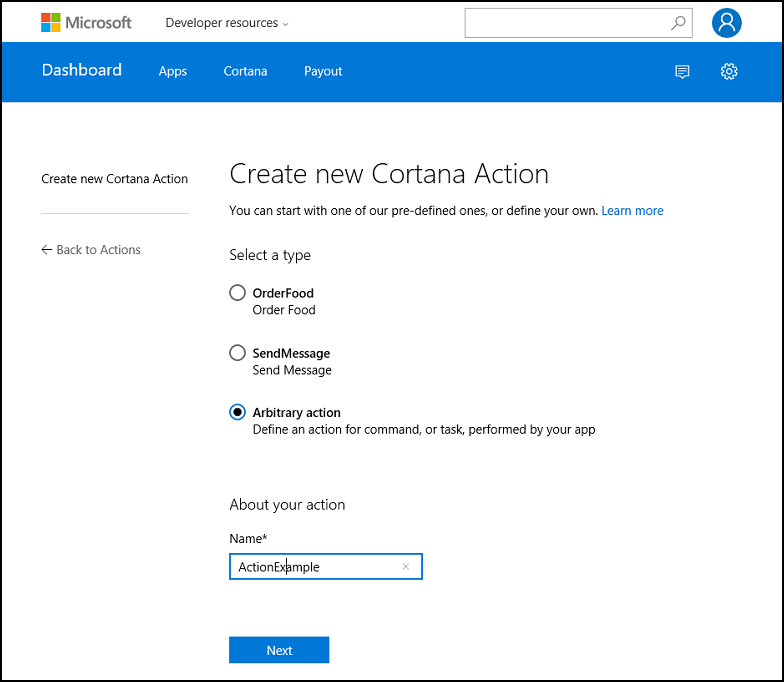 Microsoft
Developer resources
Dashboard
Apps
Cortana
Payout
Create new Cortana Action
Back to Actions
Create new Cortana Action
You can start with one of our pre-defined ones, or define your own. Learn more
Select a type
OrderFood
Order Food
SendMessage
Send Message
Arbitrary action
Define an action for command, or task, performed by your app
About your action
Name*
ActionExample
Next